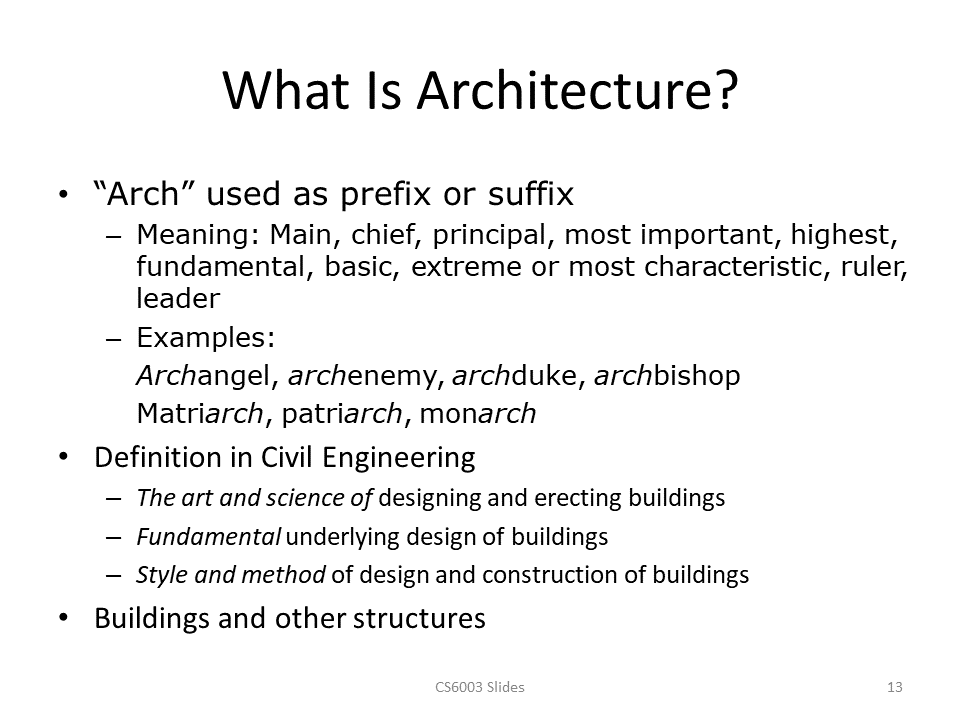 What Is Architecture?
• “Arch” used as prefix or suffix
– Meaning: Main, chief, principal, most important, highest,
fundamental, basic, extreme or most characteristic, ruler,
leader
– Examples:
Archangel, archenemy, archduke, archbishop
Matriarch, patriarch, monarch
• Definition in Civil Engineering
– The art and science of designing and erecting buildings
– Fundamental underlying design of buildings
– Style and method of design and construction of buildings
• Buildings and other structures
CS6003 Slides
13